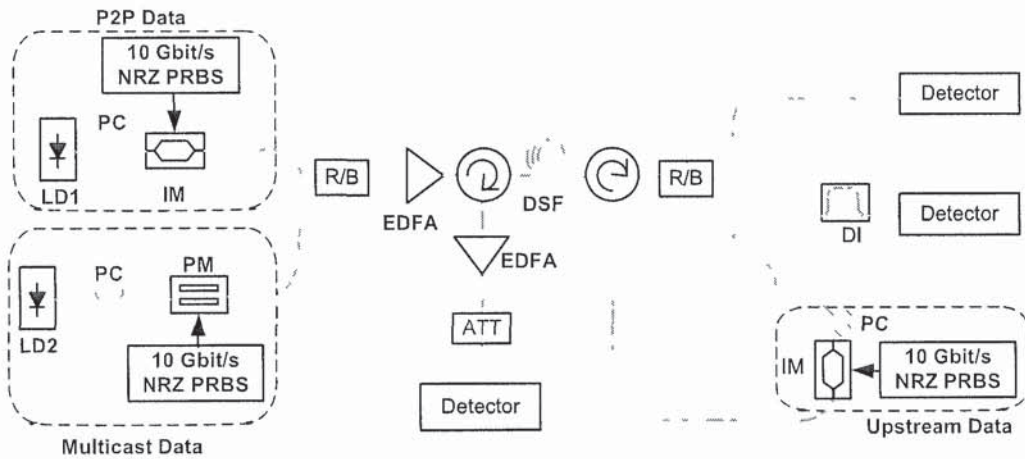 P2P Data
10 Gbit/s
NRZ PRBS
PC
LD1
IM
R/B
EDFA
DSF
R/B
Detector
DI
Detector
EDFA
PC
PM
LD2
10 Gbit/s
NRZ PRBS
Multicast Data
ATT
Detector
PC
IM
10 Gbit/s
NRZ PRBS
Upstream Data